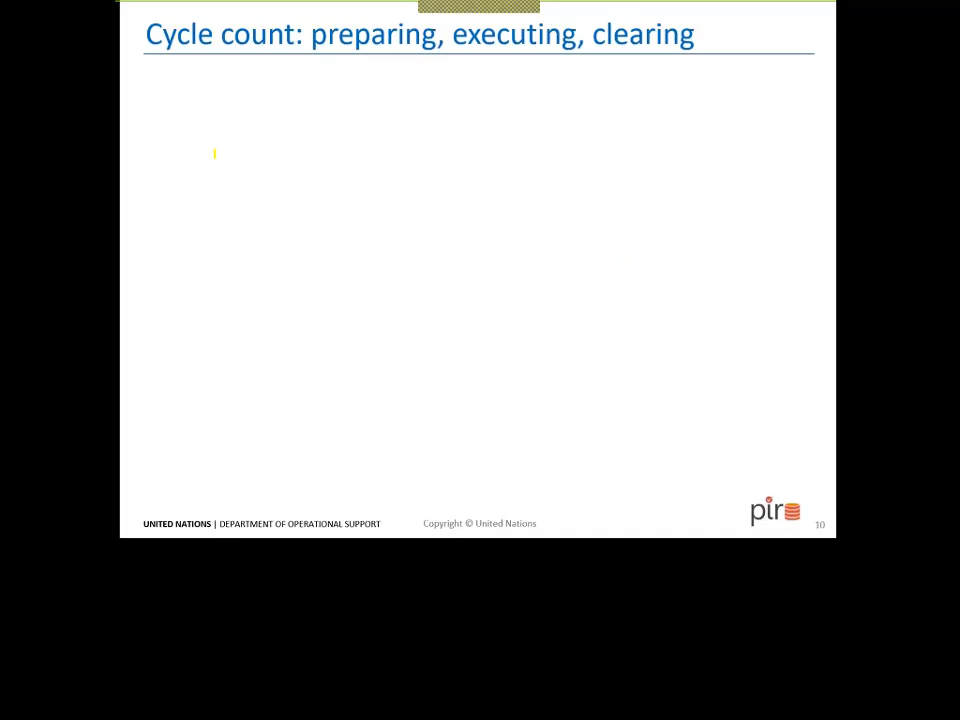 Cycle count: preparing, executing, clearing
UNITED NATIONS | DEPARTMENT OF OPERATIONAL SUPPORT
Copyright © United Nations
pir
10